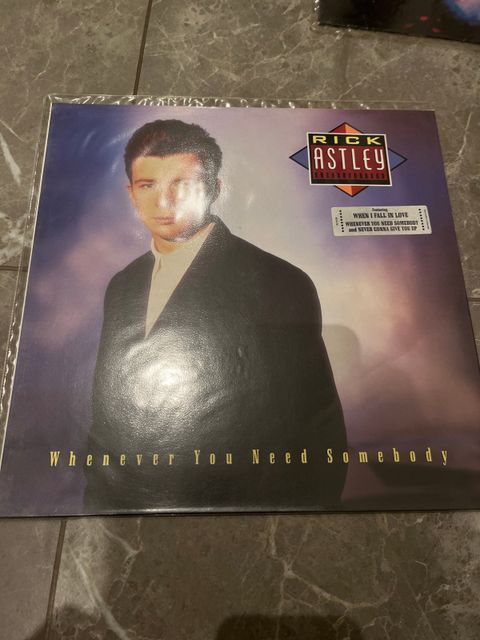 RICK
ASTLEY
Featuring
WHEN I FALL IN LOVE
WHENEVER YOU NEED SOMEBODY
and NEVER GONNA GIVE YOU UP
Whenever You Need Somebody